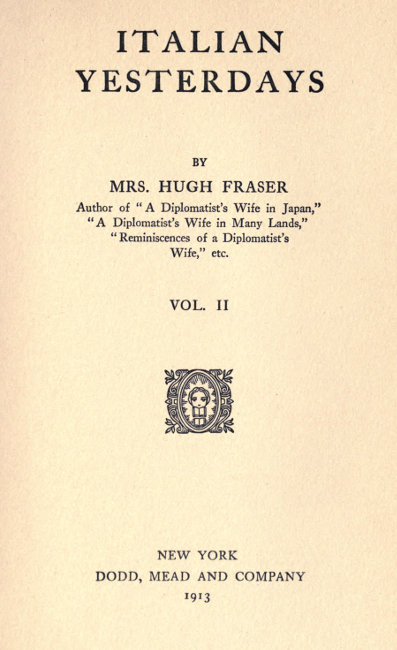 ITALIAN
YESTERDAYS
BY
MRS. HUGH FRASER
Author of "A Diplomatist's Wife in Japan,"
"A Diplomatist's Wife in Many Lands,"
"Reminiscences of a Diplomatist's
Wife," etc.
VOL. II
NEW YORK
DODD, MEAD AND COMPANY
1913